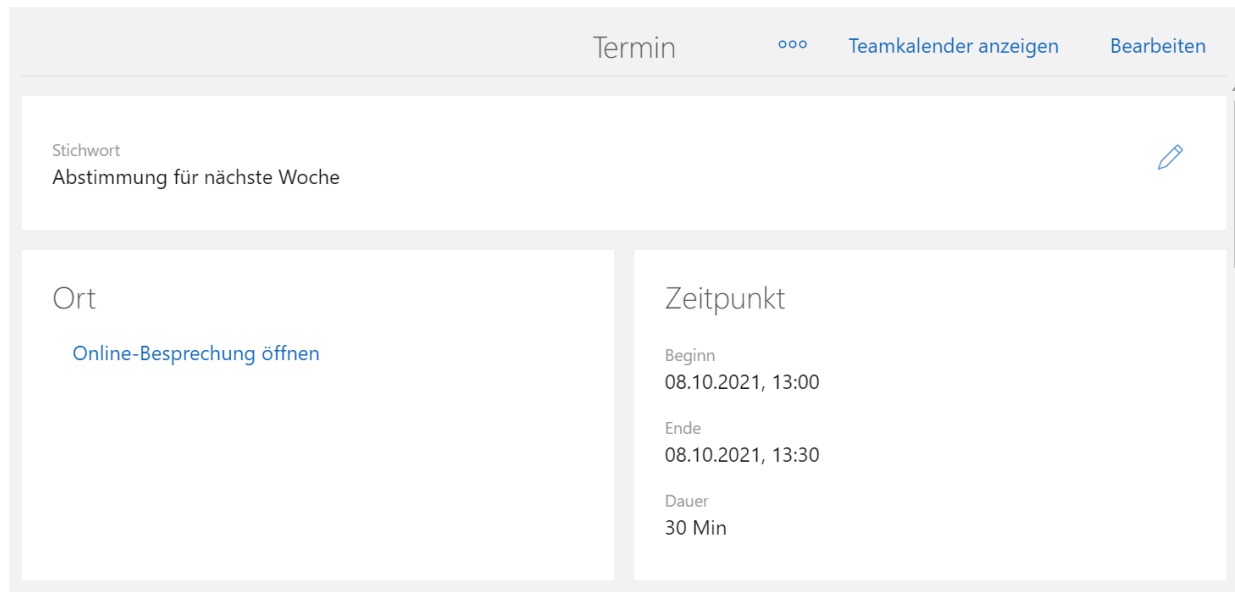 Termin
Teamkalender anzeigen
Bearbeiten
Stichwort
Abstimmung für nächste Woche
Ort
Online-Besprechung öffnen
Zeitpunkt
Beginn
08.10.2021, 13:00
Ende
08.10.2021, 13:30
Dauer
30 Min